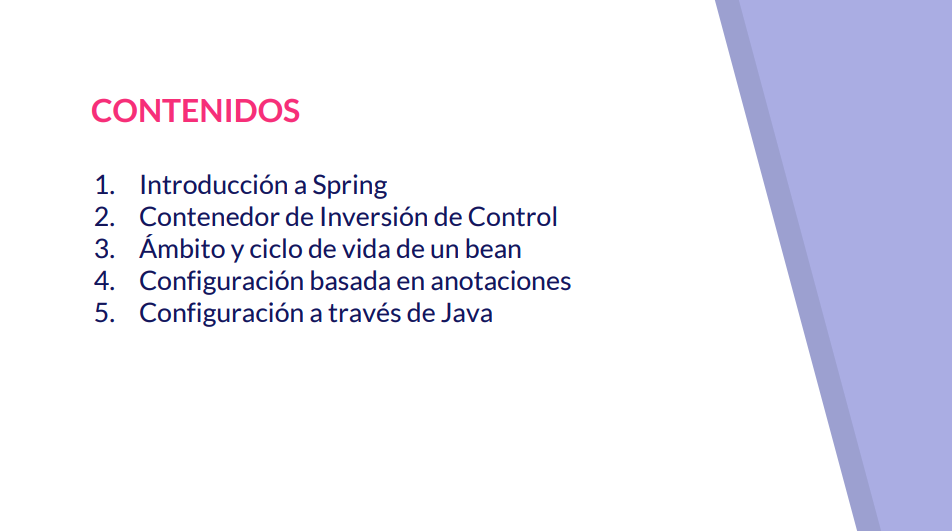 CONTENIDOS
1. Introducción a Spring
2. Contenedor de Inversión de Control
3. Ámbito y ciclo de vida de un bean
4. Configuración basada en anotaciones
5. Configuración a través de Java